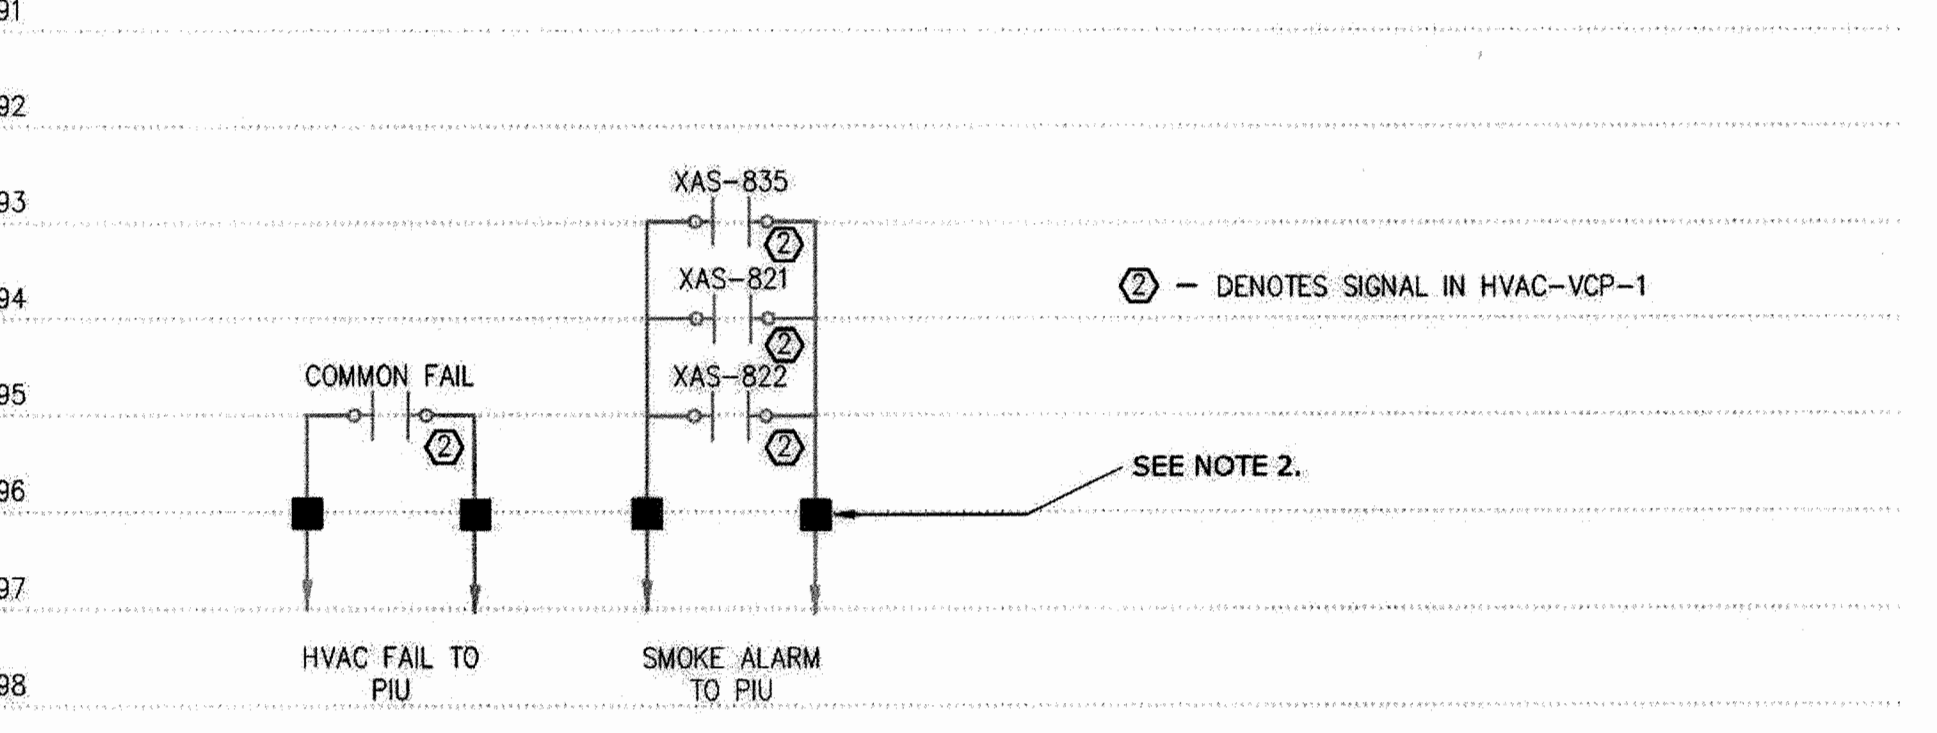 91
92
93
94
95
96
97
98
XAS-835
2
XAS-821
2
XAS-822
2
COMMON FAIL
2
2 - DENOTES SIGNAL IN HVAC-VCP-1
SEE NOTE 2.
HVAC FAIL TO
PIU
SMOKE ALARM
TO PIU